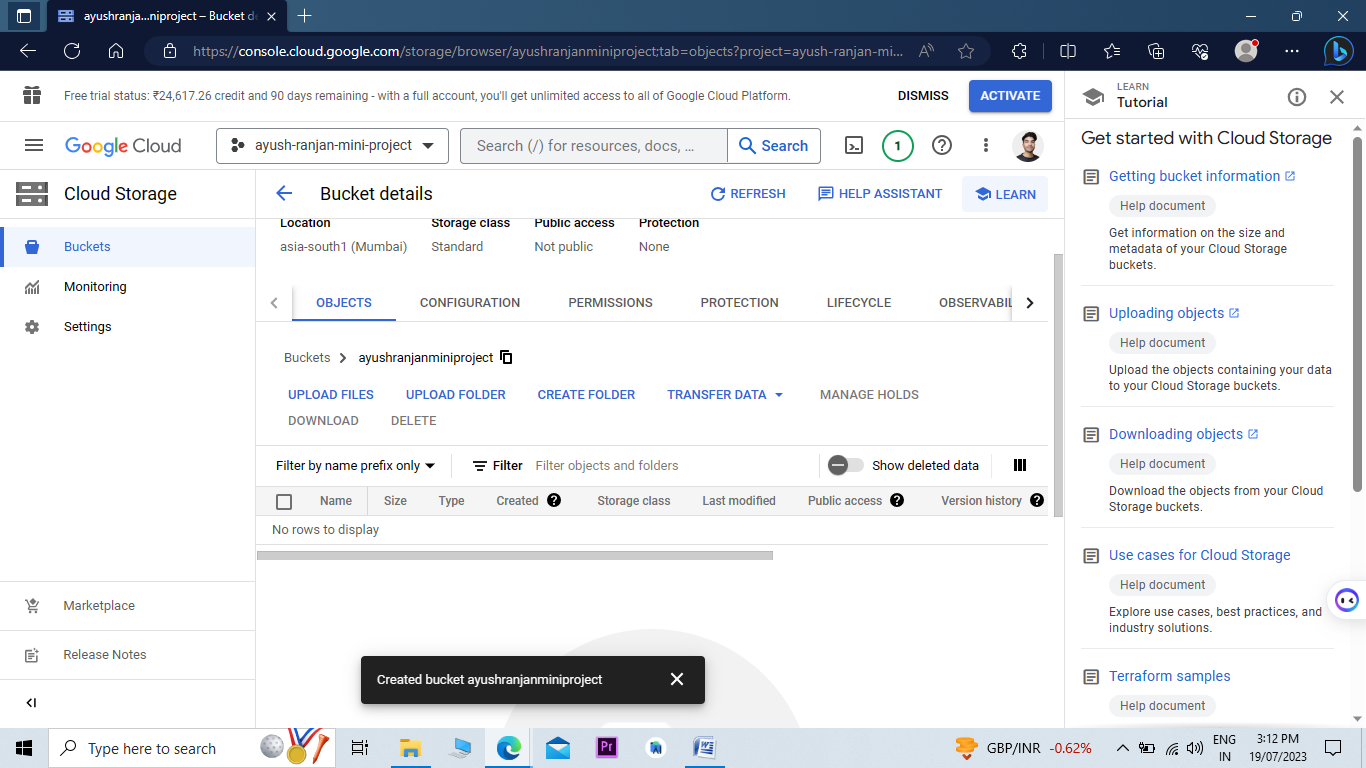 ayushranja...niproject – Bucket de
https://console.cloud.google.com/storage/browser/ayushranjanminiproject;tab=objects?project=ayush-ranjan-mi...
Free trial status: ₹24,617.26 credit and 90 days remaining - with a full account, you'll get unlimited access to all of Google Cloud Platform.
DISMISS
ACTIVATE
Google Cloud
ayush-ranjan-mini-project
Search (/) for resources, docs, ...
Search
1
Cloud Storage
Buckets
Monitoring
Settings
Marketplace
Release Notes
Bucket details
REFRESH
HELP ASSISTANT
LEARN
Location
Storage class
Public access
Protection
asia-south1 (Mumbai)
Standard
Not public
None
OBJECTS
CONFIGURATION
PERMISSIONS
PROTECTION
LIFECYCLE
OBSERVABIL
Buckets > ayushranjanminiproject
UPLOAD FILES
UPLOAD FOLDER
CREATE FOLDER
TRANSFER DATA
MANAGE HOLDS
DOWNLOAD
DELETE
Filter by name prefix only
Filter
Filter objects and folders
Show deleted data
Name
Size
Type
Created
Storage class
Last modified
Public access
Version history
No rows to display
Created bucket ayushranjanminiproject
LEARN
Tutorial
Get started with Cloud Storage
Getting bucket information
Help document
Get information on the size and
metadata of your Cloud Storage
buckets.
Uploading objects
Help document
Upload the objects containing your data
to your Cloud Storage buckets.
Downloading objects
Help document
Download the objects from your Cloud
Storage buckets.
Use cases for Cloud Storage
Help document
Explore use cases, best practices, and
industry solutions.
Terraform samples
Help document
Type here to search
Pr
GBP/INR -0.62%
ENG
IN
3:12 PM
19/07/2023